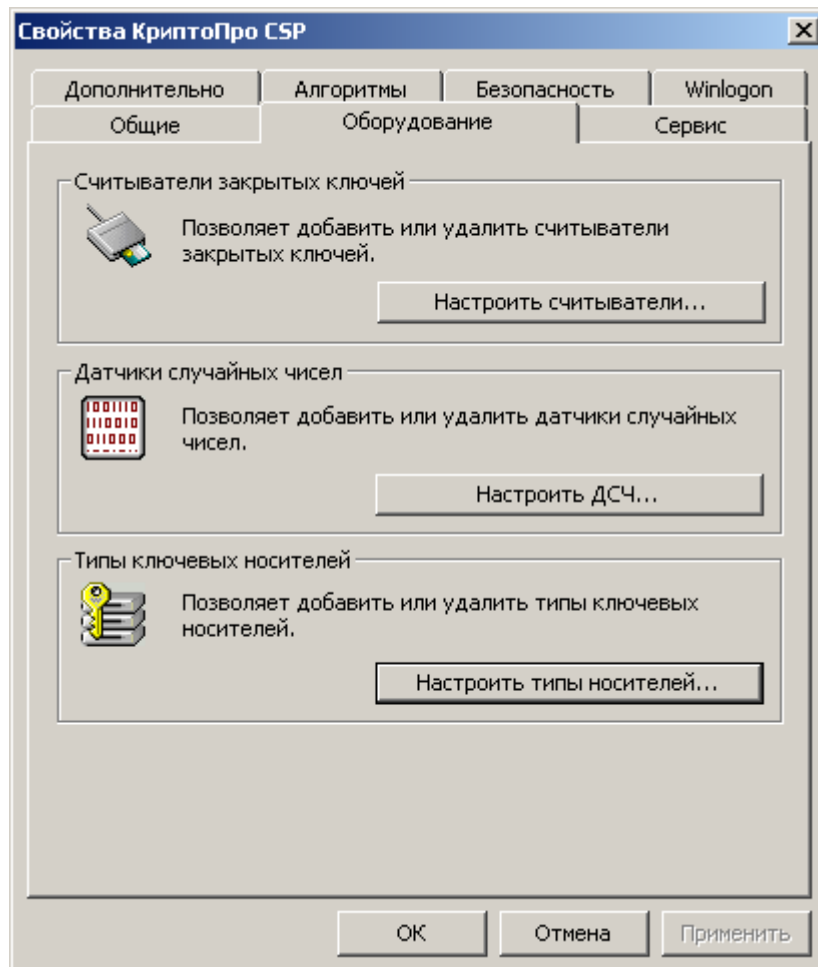 Свойства КриптоПро CSP
Дополнительно Алгоритмы Безопасность Winlogon
Общие Оборудование Сервис
Считыватели закрытых ключей
Позволяет добавить или удалить считыватели
закрытых ключей.
Настроить считыватели...
Датчики случайных чисел
Позволяет добавить или удалить датчики случайных
чисел.
Настроить ДСЧ...
Типы ключевых носителей
Позволяет добавить или удалить типы ключевых
носителей.
Настроить типы носителей...
ОК Отмена Применить